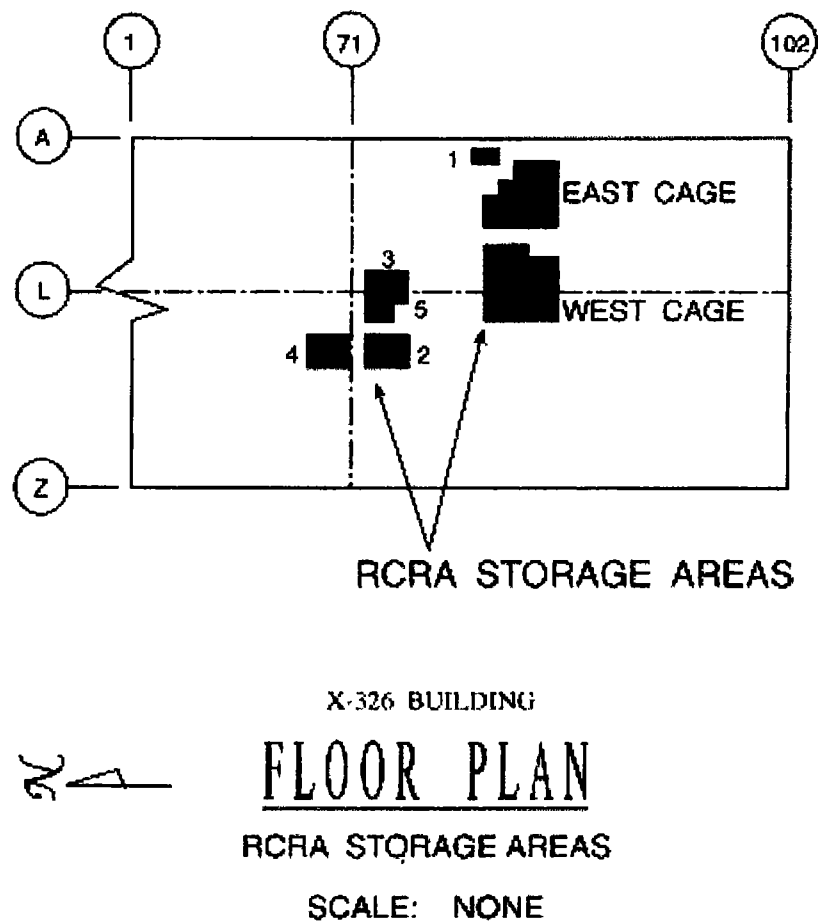 1 71 102
A
1
EAST CAGE
3
L
5
WEST CAGE
4 2
Z
RCRA STORAGE AREAS
X-326 BUILDING
N
FLOOR PLAN
RCRA STORAGE AREAS
SCALE: NONE